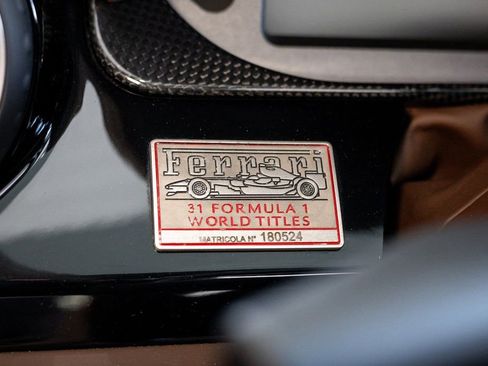 Ferrari
31 FORMULA 1
WORLD TITLES
MATRICOLA N° 180524